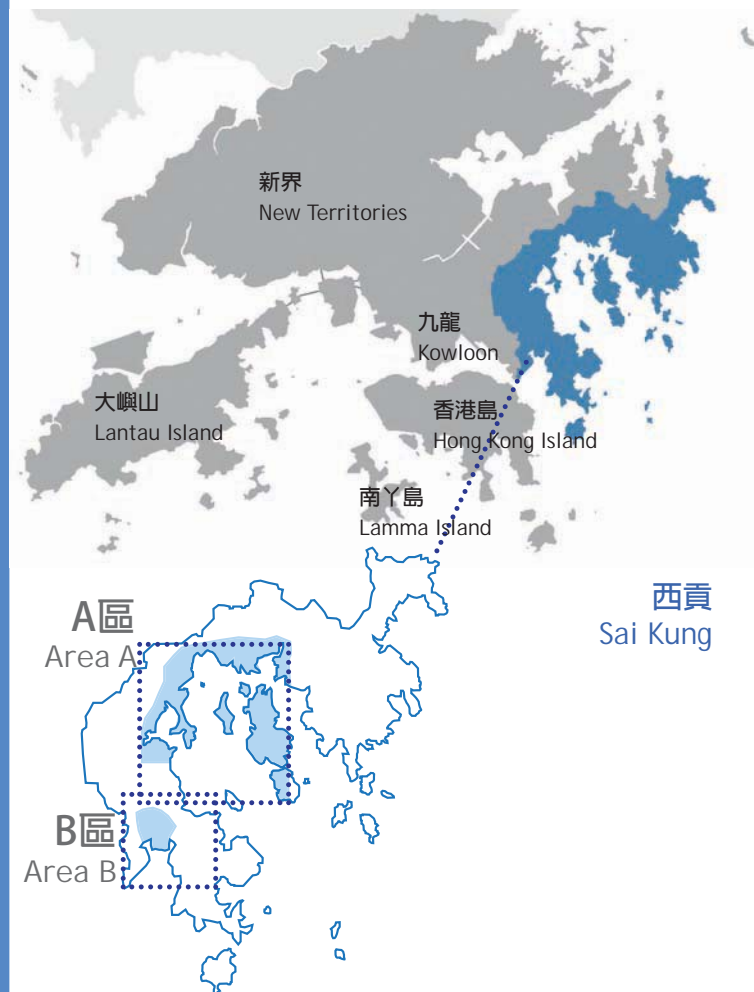 新界
New Territories
九龍
Kowloon
大嶼山
Lantau Island
香港島
Hong Kong Island
南丫島
Lamma Island
西貢
Sai Kung
A區
Area A
B區
Area B